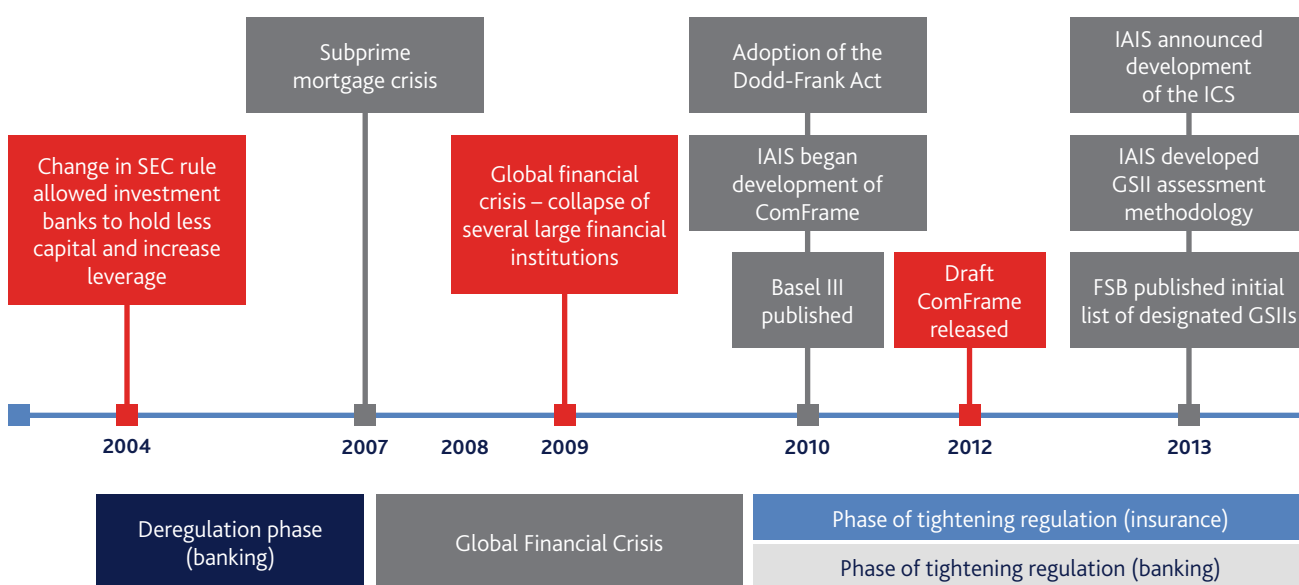 Subprime
mortgage crisis
Adoption of the
Dodd-Frank Act
IAIS announced
development
of the ICS
Change in SEC rule
allowed investment
banks to hold less
capital and increase
leverage
Global financial
crisis – collapse of
several large financial
institutions
IAIS began
development of
ComFrame
IAIS developed
GSII assessment
methodology
Basel III
published
Draft
ComFrame
released
FSB published initial
list of designated GSIIs
2004
2007
2008
2009
2010
2012
2013
Deregulation phase
(banking)
Global Financial Crisis
Phase of tightening regulation (insurance)
Phase of tightening regulation (banking)